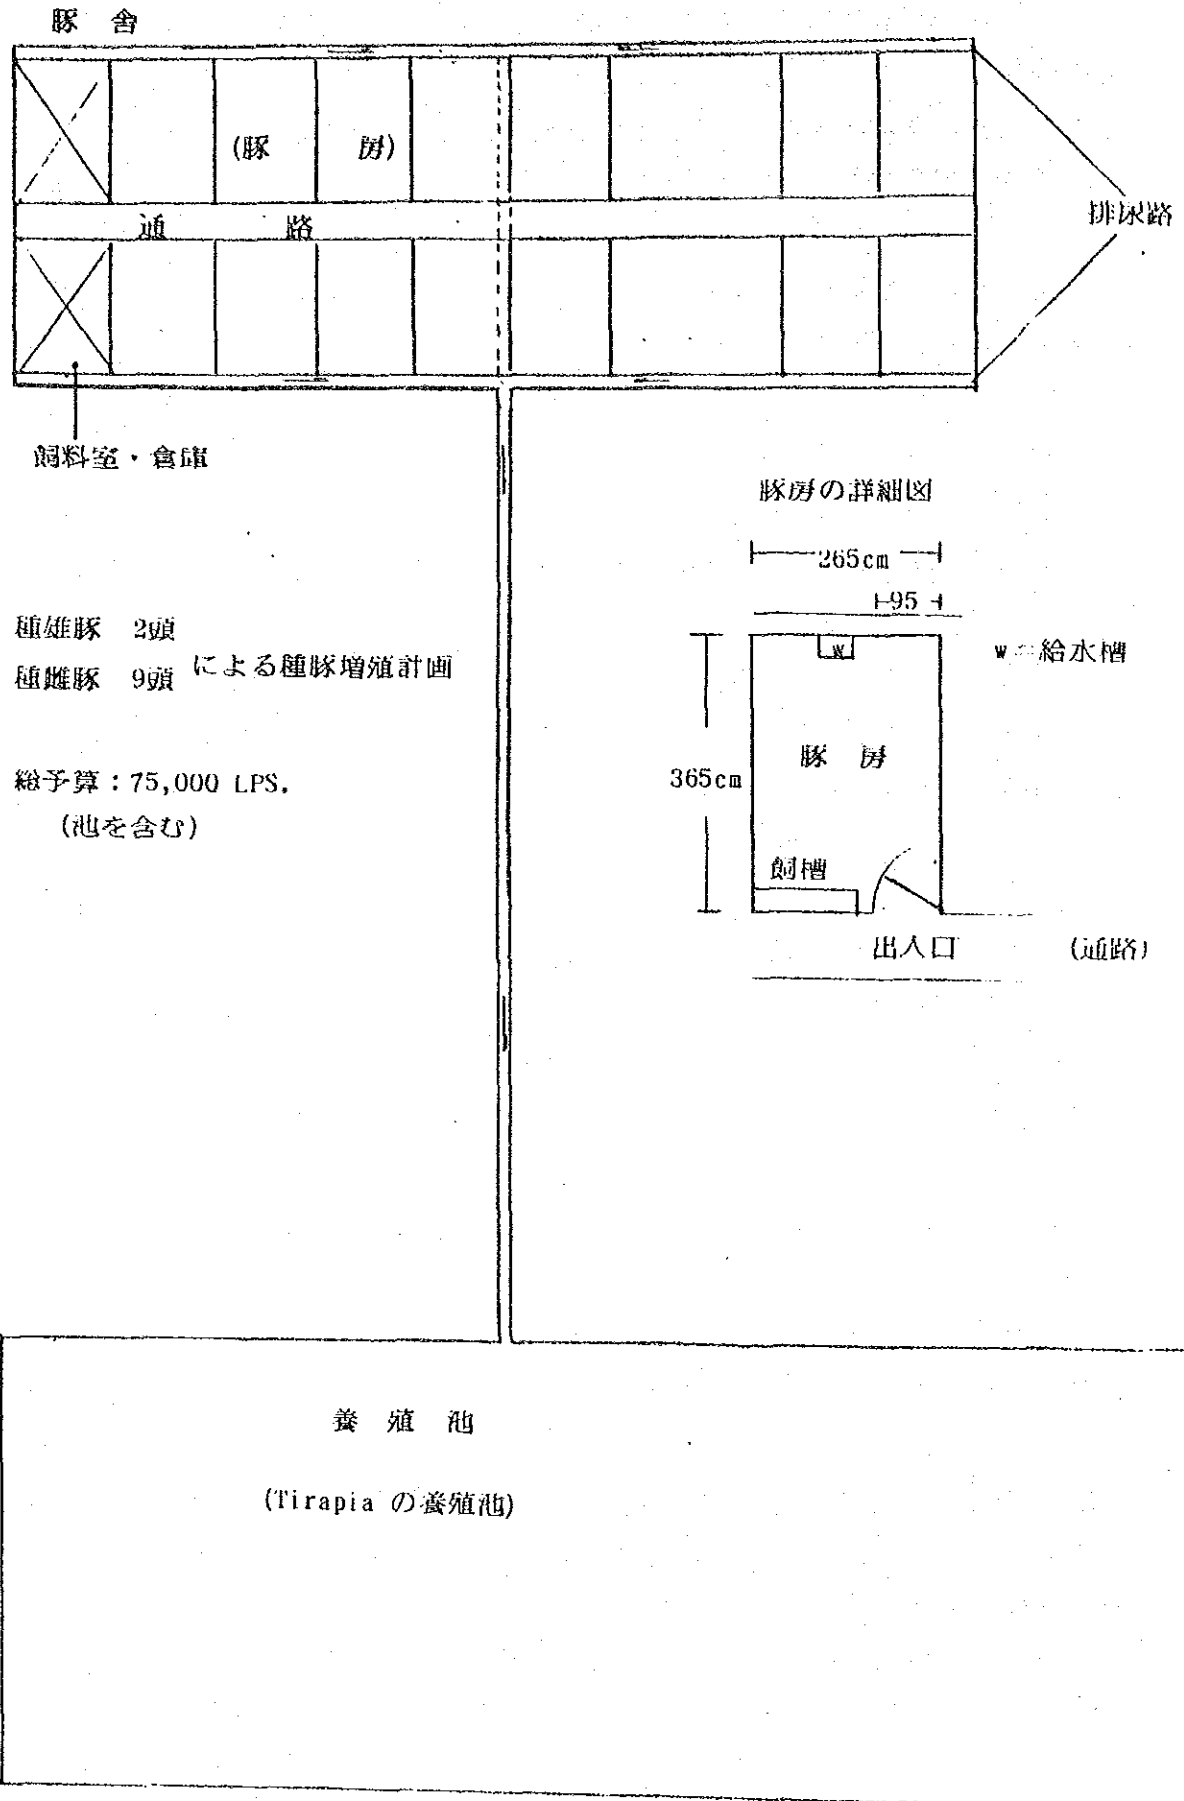 豚 舎
(豚 房)
通 路
排尿路
飼料室・倉庫
豚房の詳細図
265cm
95
種雄豚 2頭
種雌豚 9頭
による種豚増殖計画
w
w=給水槽
豚 房
365cm
総予算：75,000 LPS.
(池を含む)
飼槽
出入口
(通路)
養 殖 池
(Tirapia の養殖池)